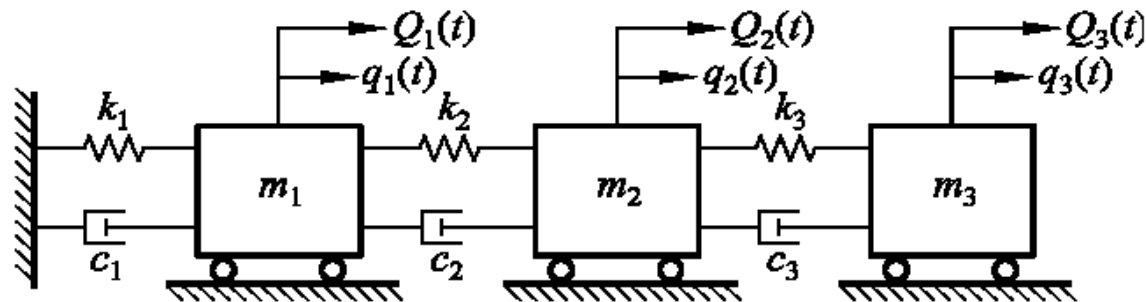 Q₁(t) Q₂(t) Q₃(t)
q₁(t) q₂(t) q₃(t)
k₁ k₂ k₃
m₁ m₂ m₃
c₁ c₂ c₃